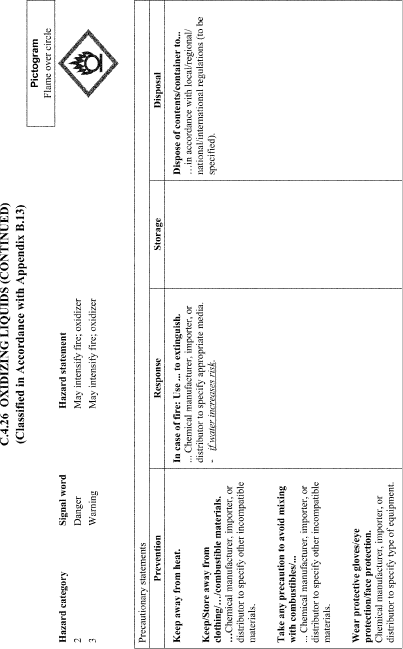 C.4.26 OXIDIZING LIQUIDS (CONTINUED)
(Classified in Accordance with Appendix B.13)
Pictogram
Flame over circle
Hazard category
Signal word
Hazard statement
2
Danger
May intensify fire; oxidizer
3
Warning
May intensify fire; oxidizer
Precautionary statements
Prevention
Response
Storage
Disposal
Keep away from heat.
Keep/Store away from
clothing/…/combustible materials.
…Chemical manufacturer, importer, or
distributor to specify other incompatible
materials.
Take any precaution to avoid mixing
with combustibles/...
... Chemical manufacturer, importer, or
distributor to specify other incompatible
materials.
Wear protective gloves/eye
protection/face protection.
Chemical manufacturer, importer, or
distributor to specify type of equipment.
In case of fire: Use ... to extinguish.
... Chemical manufacturer, importer, or
distributor to specify appropriate media.
- if water increases risk.
Dispose of contents/container to...
…in accordance with local/regional/
national/international regulations (to be
specified).